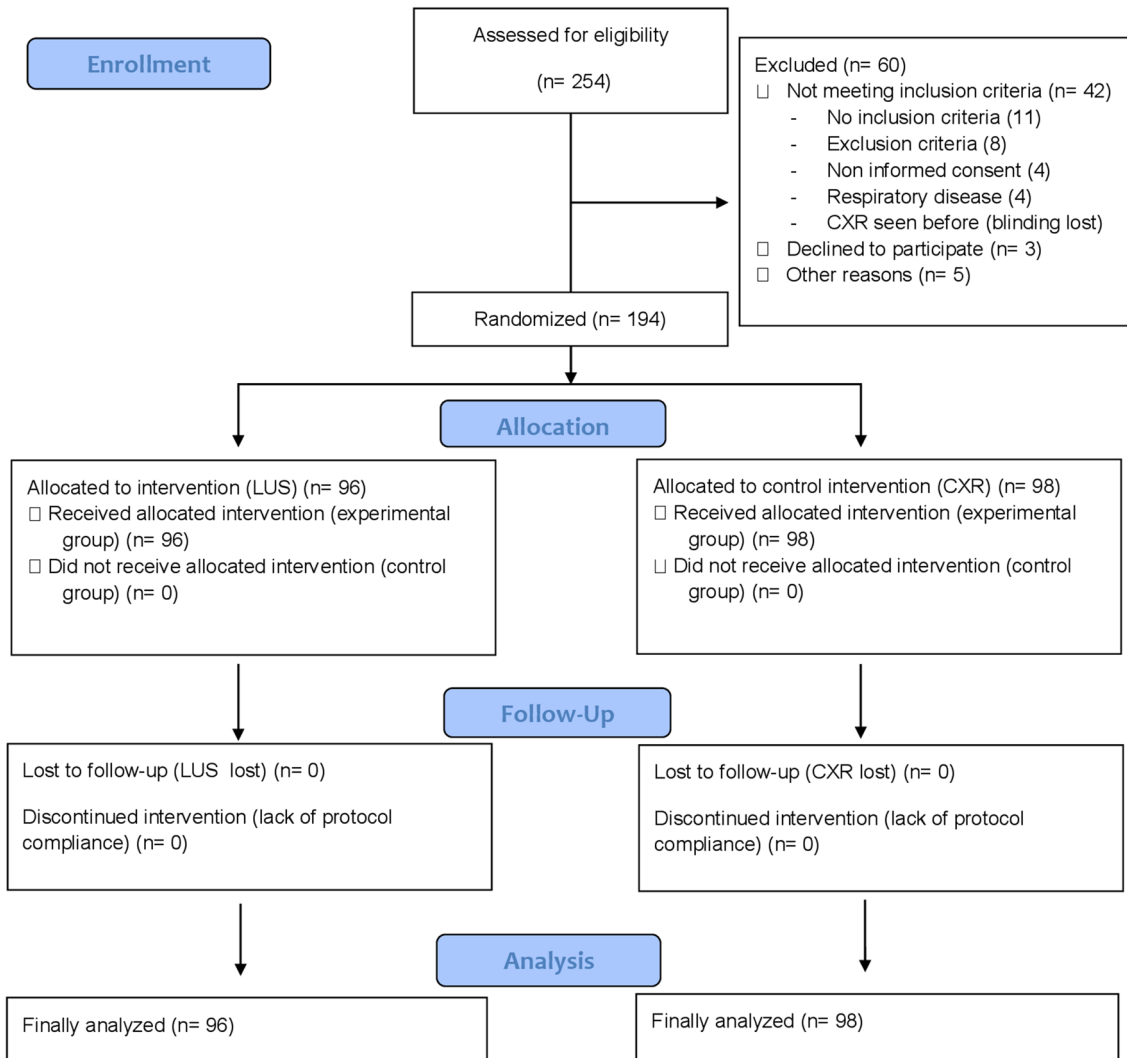 Enrollment
Assessed for eligibility
(n= 254)
Excluded (n= 60)
□ Not meeting inclusion criteria (n= 42)
- No inclusion criteria (11)
- Exclusion criteria (8)
- Non informed consent (4)
- Respiratory disease (4)
- CXR seen before (blinding lost)
□ Declined to participate (n= 3)
□ Other reasons (n= 5)
Randomized (n= 194)
Allocation
Allocated to intervention (LUS) (n= 96)
□ Received allocated intervention (experimental
group) (n= 96)
□ Did not receive allocated intervention (control
group) (n= 0)
Allocated to control intervention (CXR) (n= 98)
□ Received allocated intervention (experimental
group) (n= 98)
□ Did not receive allocated intervention (control
group) (n= 0)
Follow-Up
Lost to follow-up (LUS lost) (n= 0)
Discontinued intervention (lack of protocol
compliance) (n= 0)
Lost to follow-up (CXR lost) (n= 0)
Discontinued intervention (lack of protocol
compliance) (n= 0)
Analysis
Finally analyzed (n= 96)
Finally analyzed (n= 98)